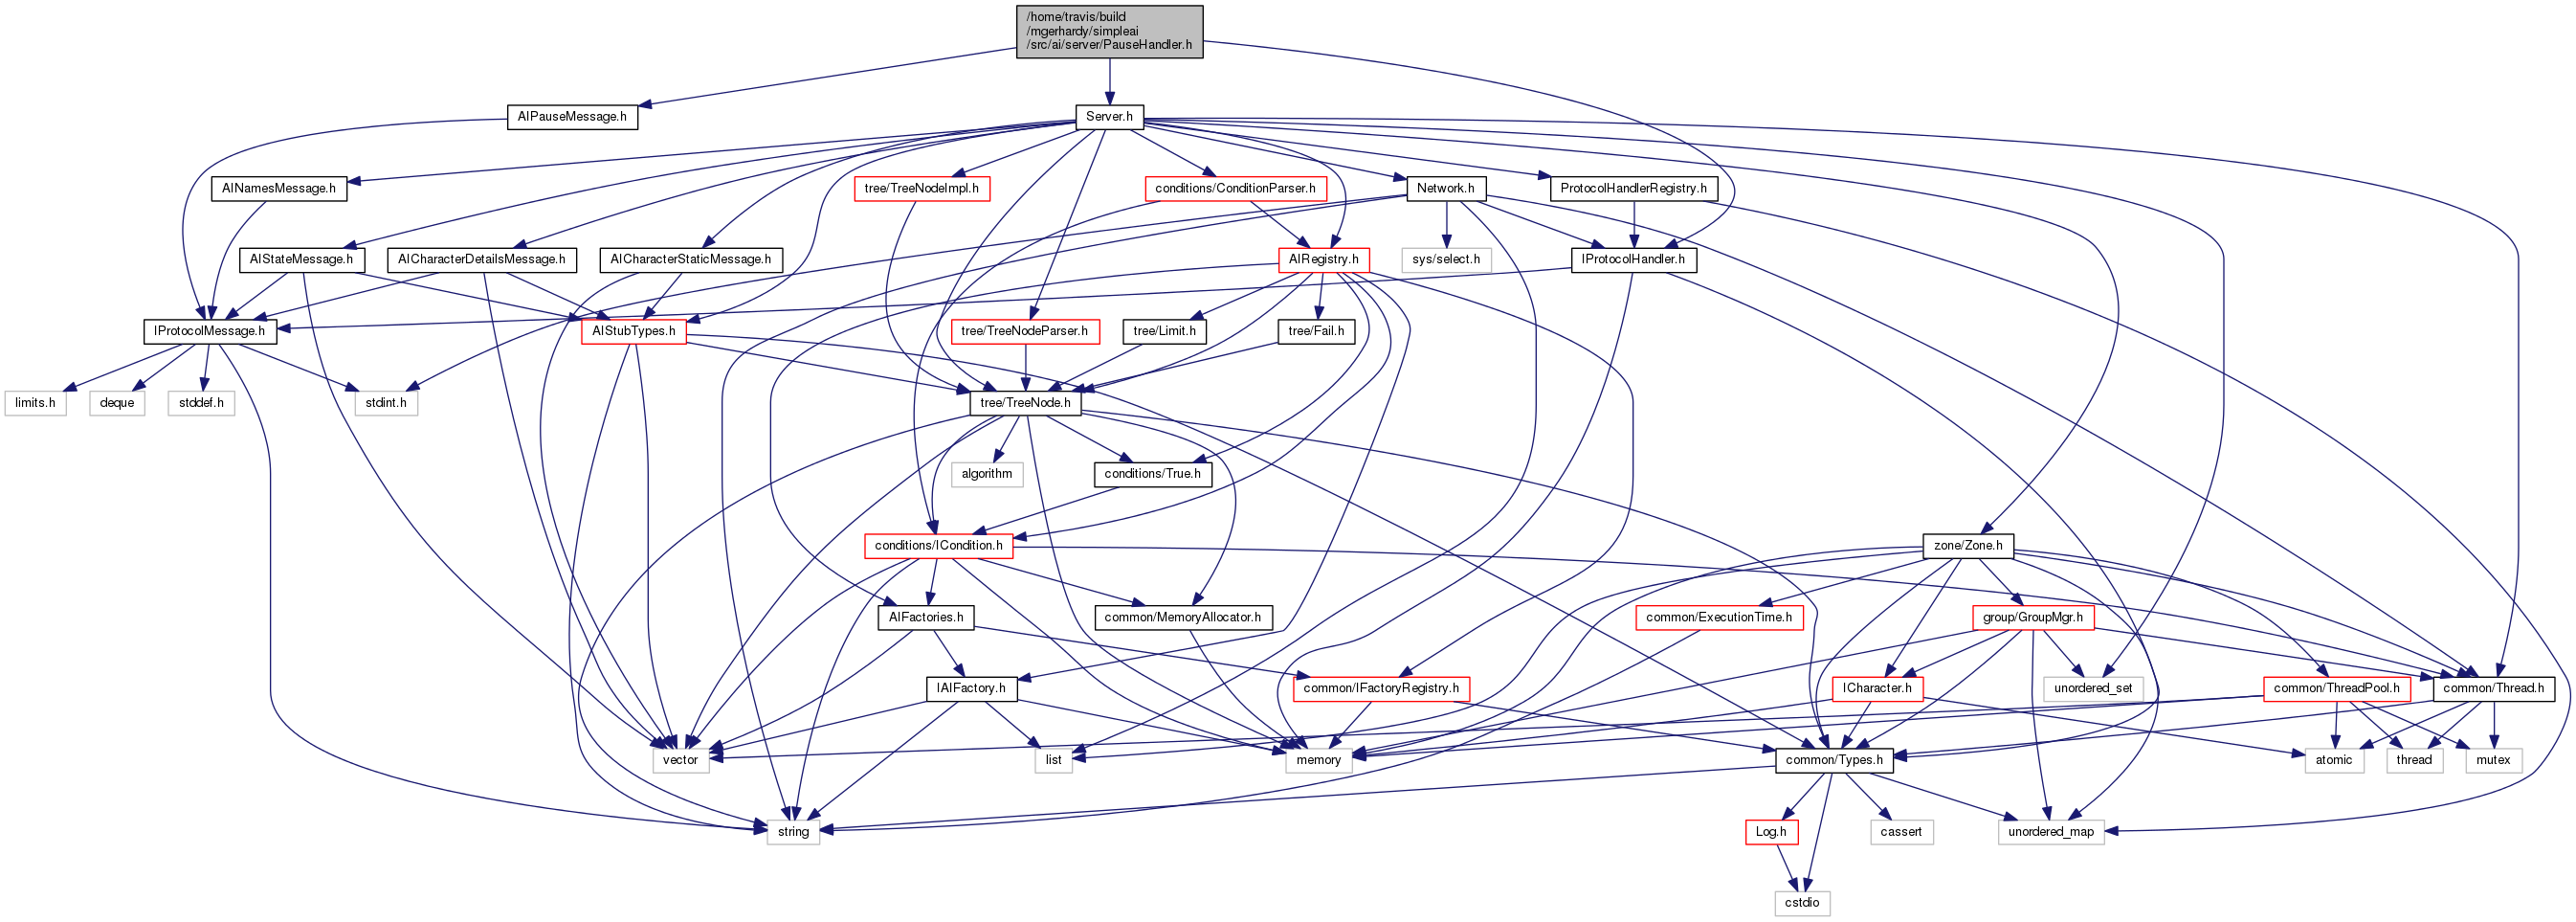 /home/travis/build
/mgerhardy/simpleai
/src/ai/server/PauseHandler.h
AIPauseMessage.h
Server.h
AINamesMessage.h
tree/TreeNodeImpl.h
conditions/ConditionParser.h
Network.h
ProtocolHandlerRegistry.h
AIStateMessage.h
AICharacterDetailsMessage.h
AICharacterStaticMessage.h
AIRegistry.h
sys/select.h
IProtocolHandler.h
IProtocolMessage.h
AIStubTypes.h
tree/TreeNodeParser.h
tree/Limit.h
tree/Fail.h
limits.h
deque
stddef.h
stdint.h
tree/TreeNode.h
algorithm
conditions/True.h
conditions/ICondition.h
zone/Zone.h
AIFactories.h
common/MemoryAllocator.h
common/ExecutionTime.h
group/GroupMgr.h
IAIFactory.h
common/IFactoryRegistry.h
ICharacter.h
unordered_set
common/ThreadPool.h
common/Thread.h
vector
list
memory
common/Types.h
atomic
thread
mutex
string
Log.h
cassert
unordered_map
cstdio